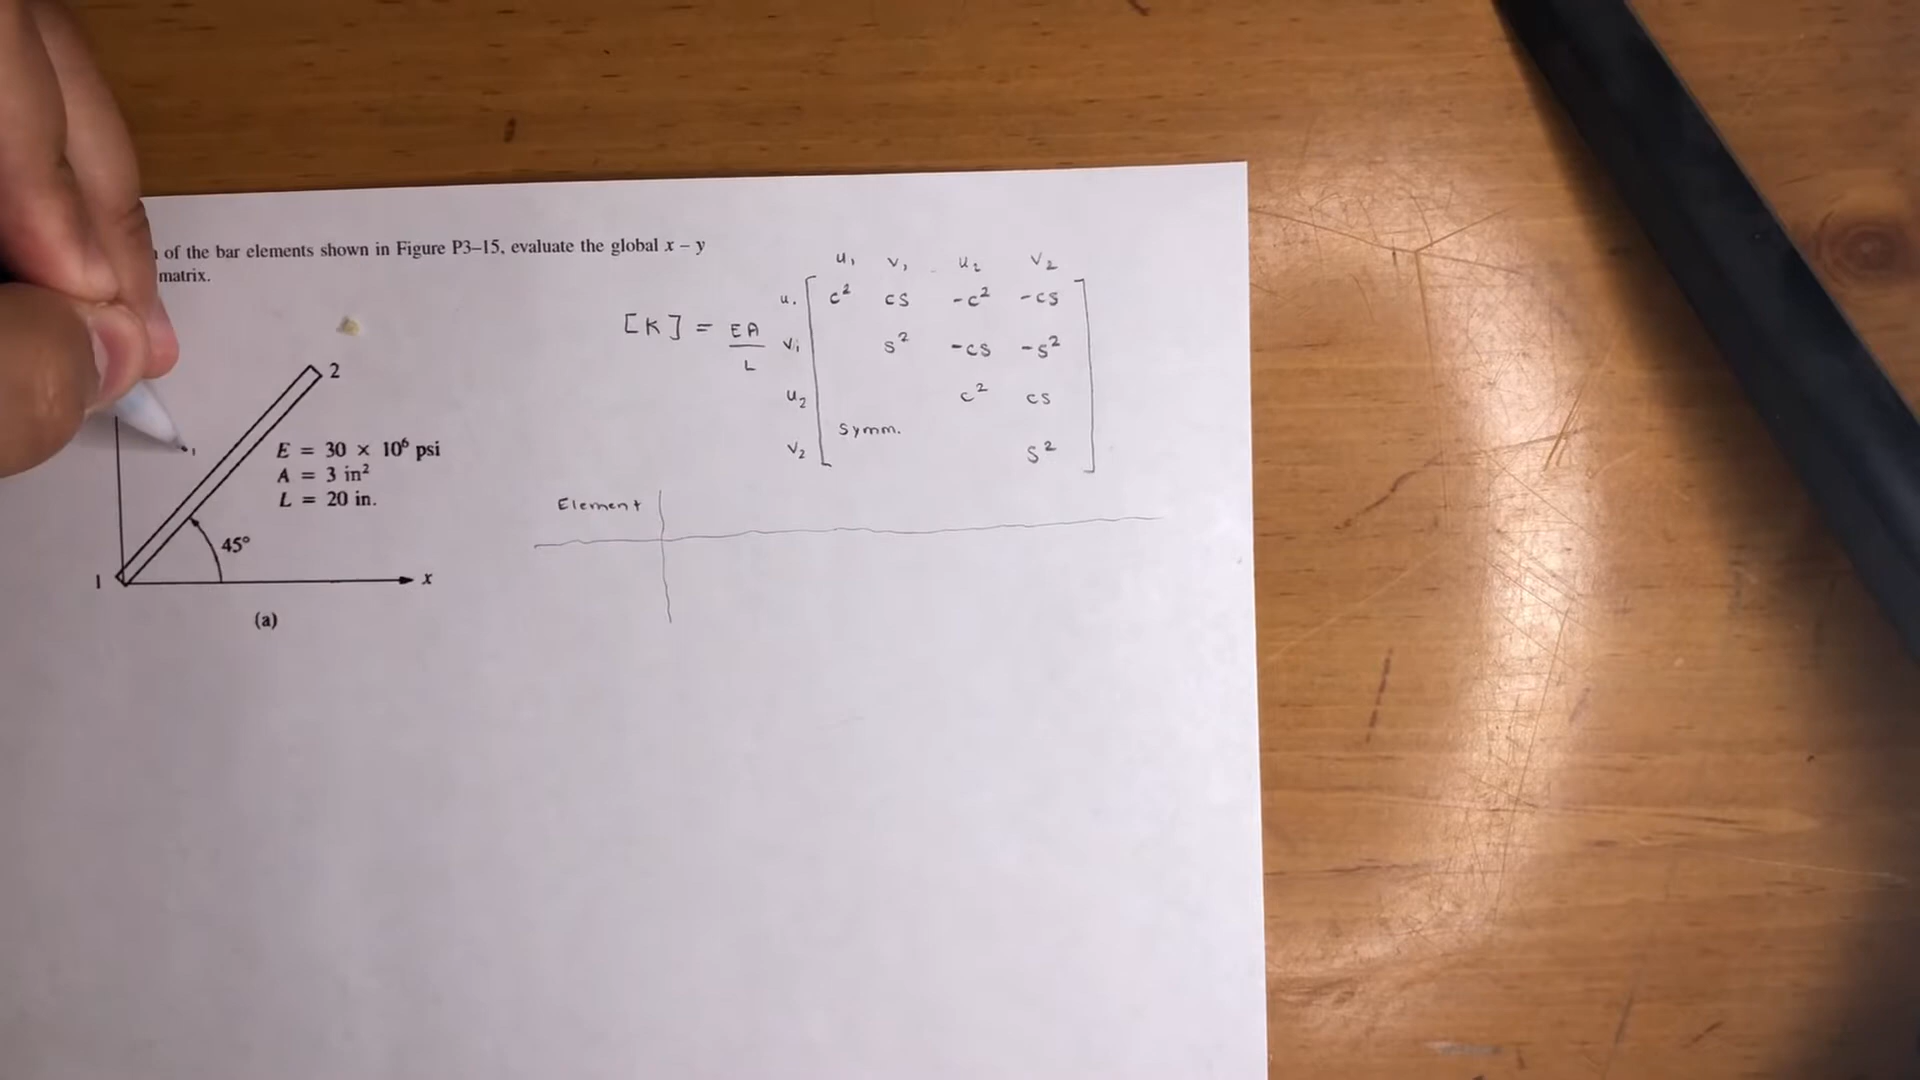 of the bar elements shown in Figure P3–15, evaluate the global x – y
matrix.
u₁ v₁ u₂ v₂
[K] = EA/L
u₁ c² cs -c² -cs
v₁ s² -cs -s²
u₂ c² cs
symm.
v₂ s²
2
E = 30 × 10⁶ psi
A = 3 in²
L = 20 in.
45°
1
x
(a)
Element